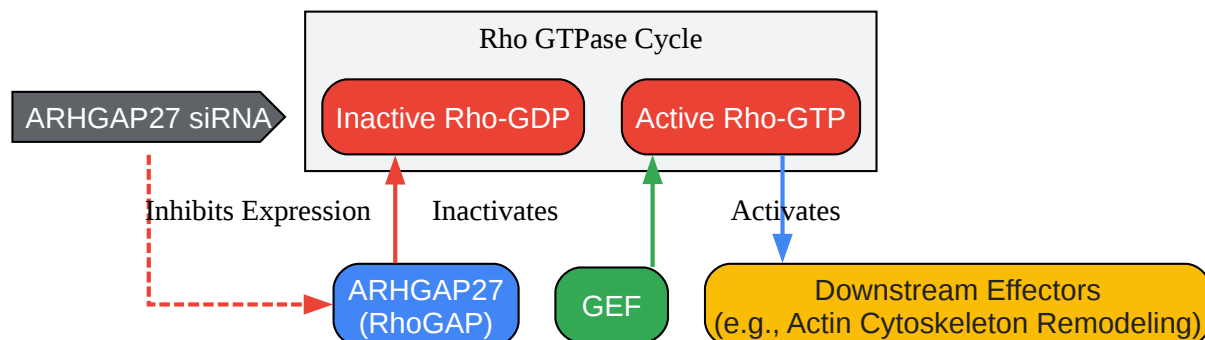 Rho GTPase Cycle
ARHGAP27 siRNA
Inactive Rho-GDP
Active Rho-GTP
Inhibits Expression
Inactivates
Activates
ARHGAP27
(RhoGAP)
GEF
Downstream Effectors
(e.g., Actin Cytoskeleton Remodeling)